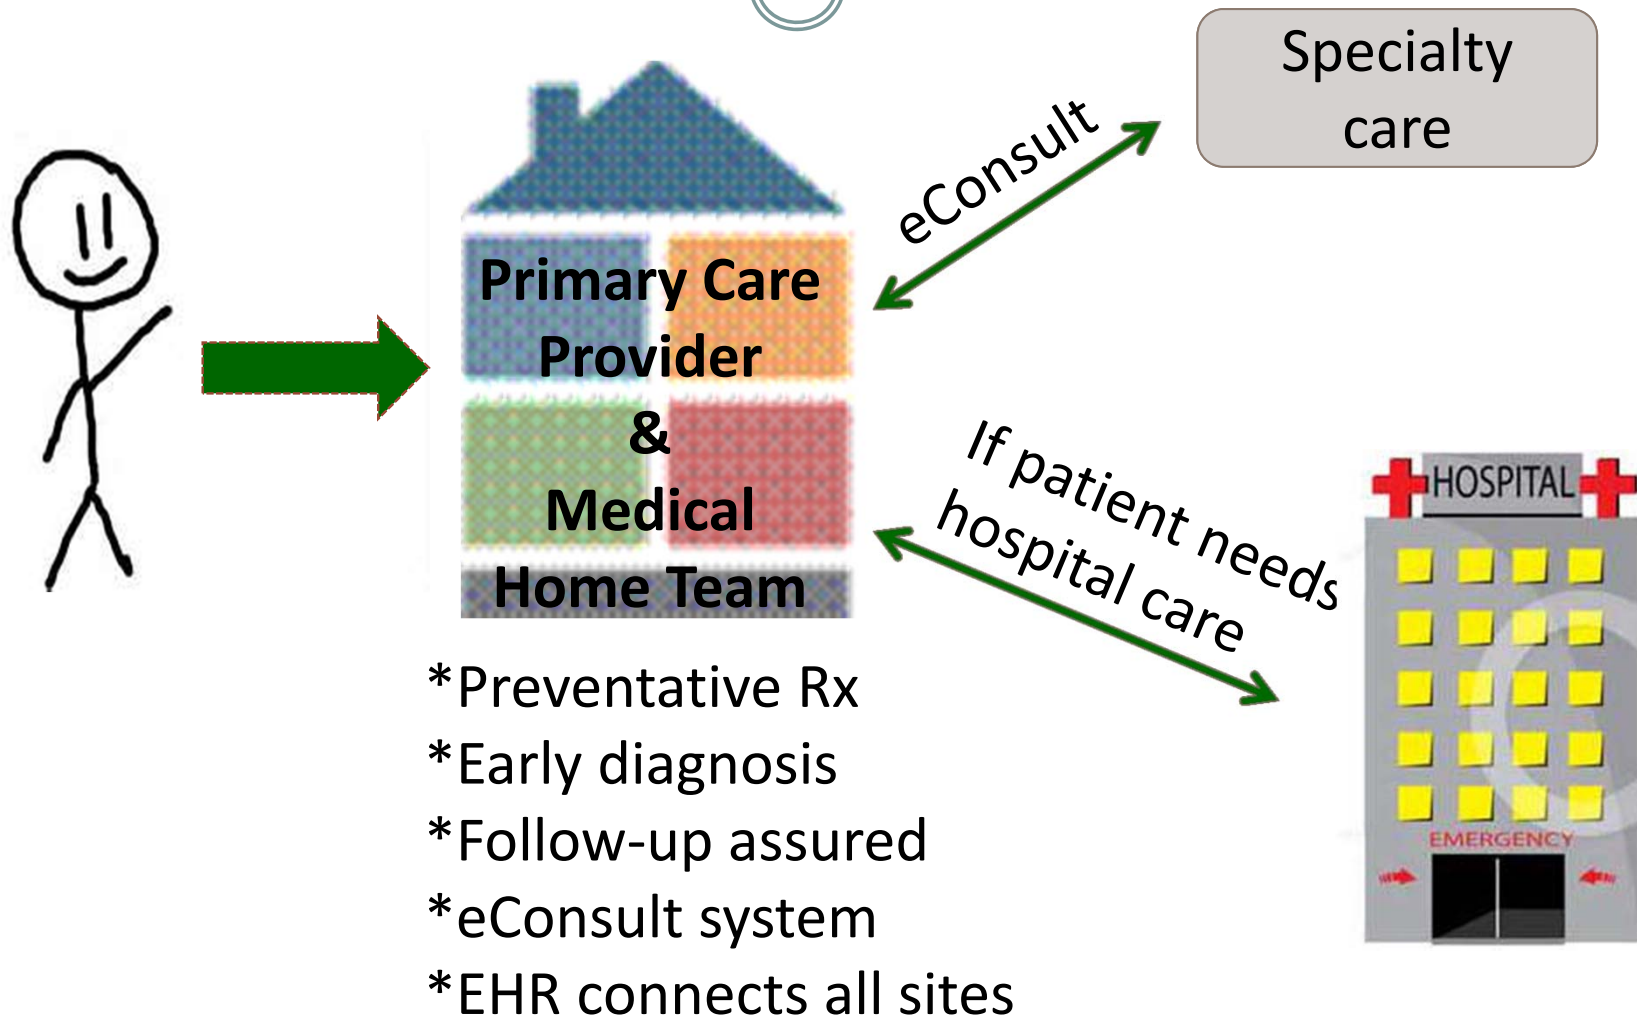 Specialty
care
eConsult
Primary Care
Provider
&
Medical
Home Team
If patient needs
hospital care
HOSPITAL
EMERGENCY
*Preventative Rx
*Early diagnosis
*Follow-up assured
*eConsult system
*EHR connects all sites